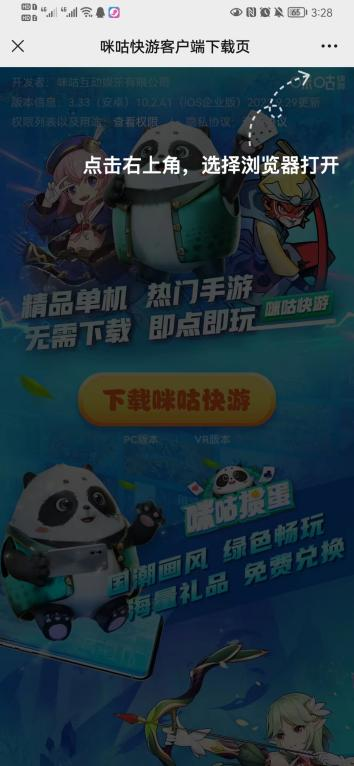 65
3:28
咪咕快游客户端下载页
开发者：咪咕互动娱乐有限公司
版本信息：3.33（安卓）10.2.41（iOS企业版）
29更新
权限列表以及用途：查看权限
隐私协议：
点击右上角，选择浏览器打开
精品单机 热门手游
无需下载 即点即玩
咪咕快游
下载咪咕快游
PC版本 VR版本
咪咕掼蛋
国潮画风 绿色畅玩
海量礼品 免费兑换